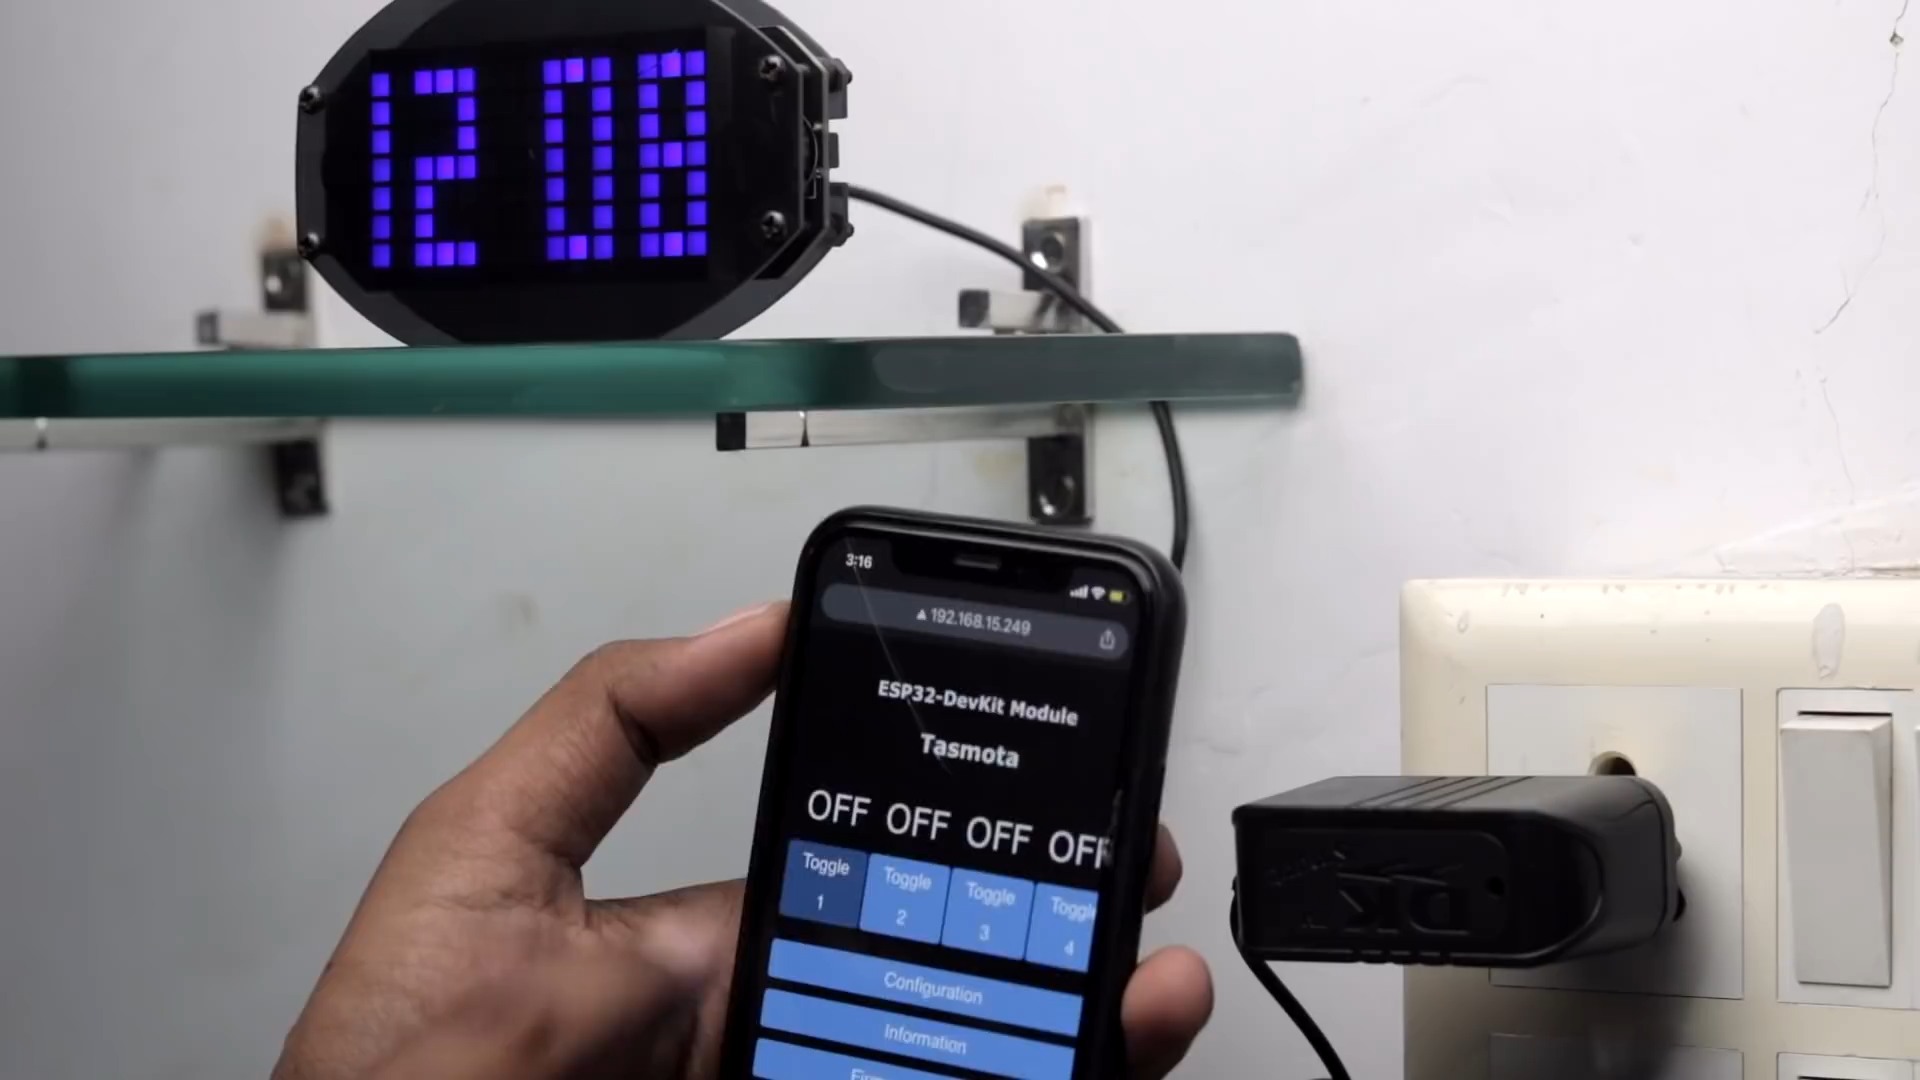 12 08
3:16
192.168.15.249
ESP32-DevKit Module
Tasmota
OFF OFF OFF OFF
Toggle 1 Toggle 2 Toggle 3 Toggle 4
Configuration
Information